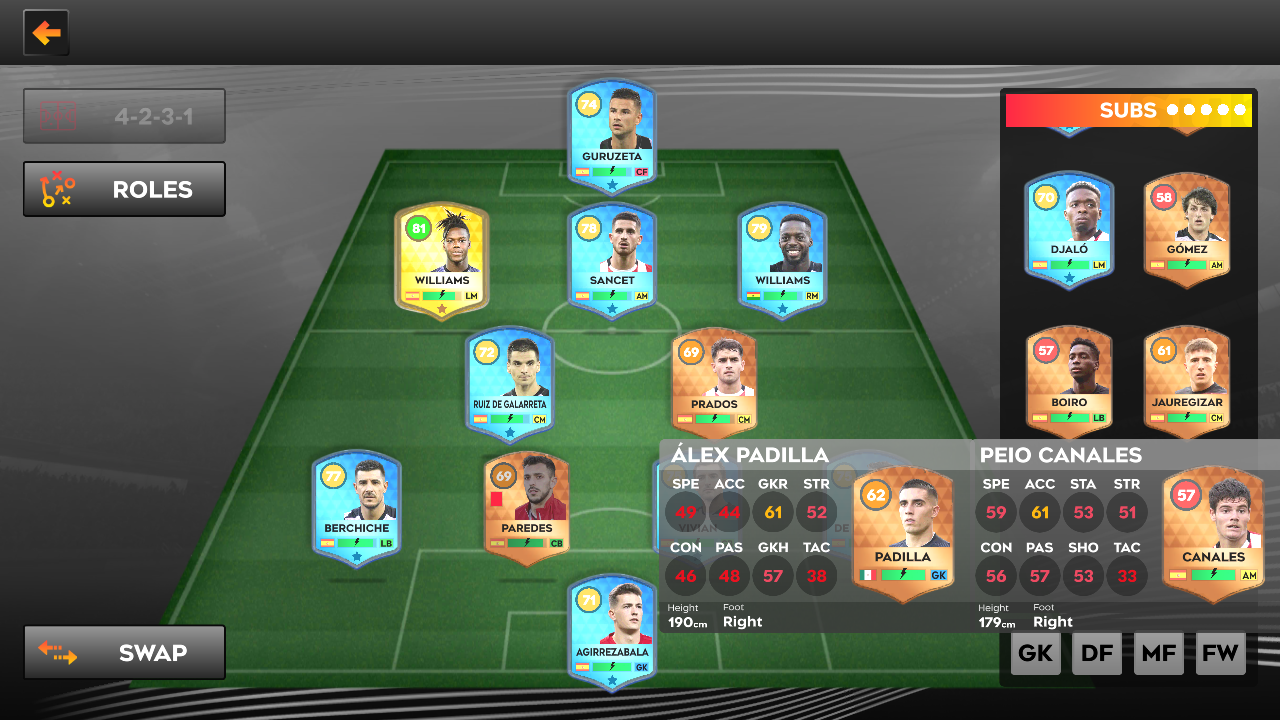 4-2-3-1
ROLES
SUBS
74
GURUZETA
CF
81
WILLIAMS
LM
78
SANCET
AM
79
WILLIAMS
RM
70
DJALÓ
LM
58
GÓMEZ
AM
72
RUIZ DE GALARRETA
CM
69
PRADOS
CM
57
BOIRO
LB
61
JAUREGIZAR
CM
77
BERCHICHE
LB
69
PAREDES
CB
VIVIAN
DE
71
AGIRREZABALA
GK
ÁLEX PADILLA
SPE ACC GKR STR
49 44 61 52
CON PAS GKH TAC
46 48 57 38
Height Foot
190cm Right
62
PADILLA
GK
PEIO CANALES
SPE ACC STA STR
59 61 53 51
CON PAS SHO TAC
56 57 53 33
Height Foot
179cm Right
57
CANALES
AM
SWAP
GK DF MF FW